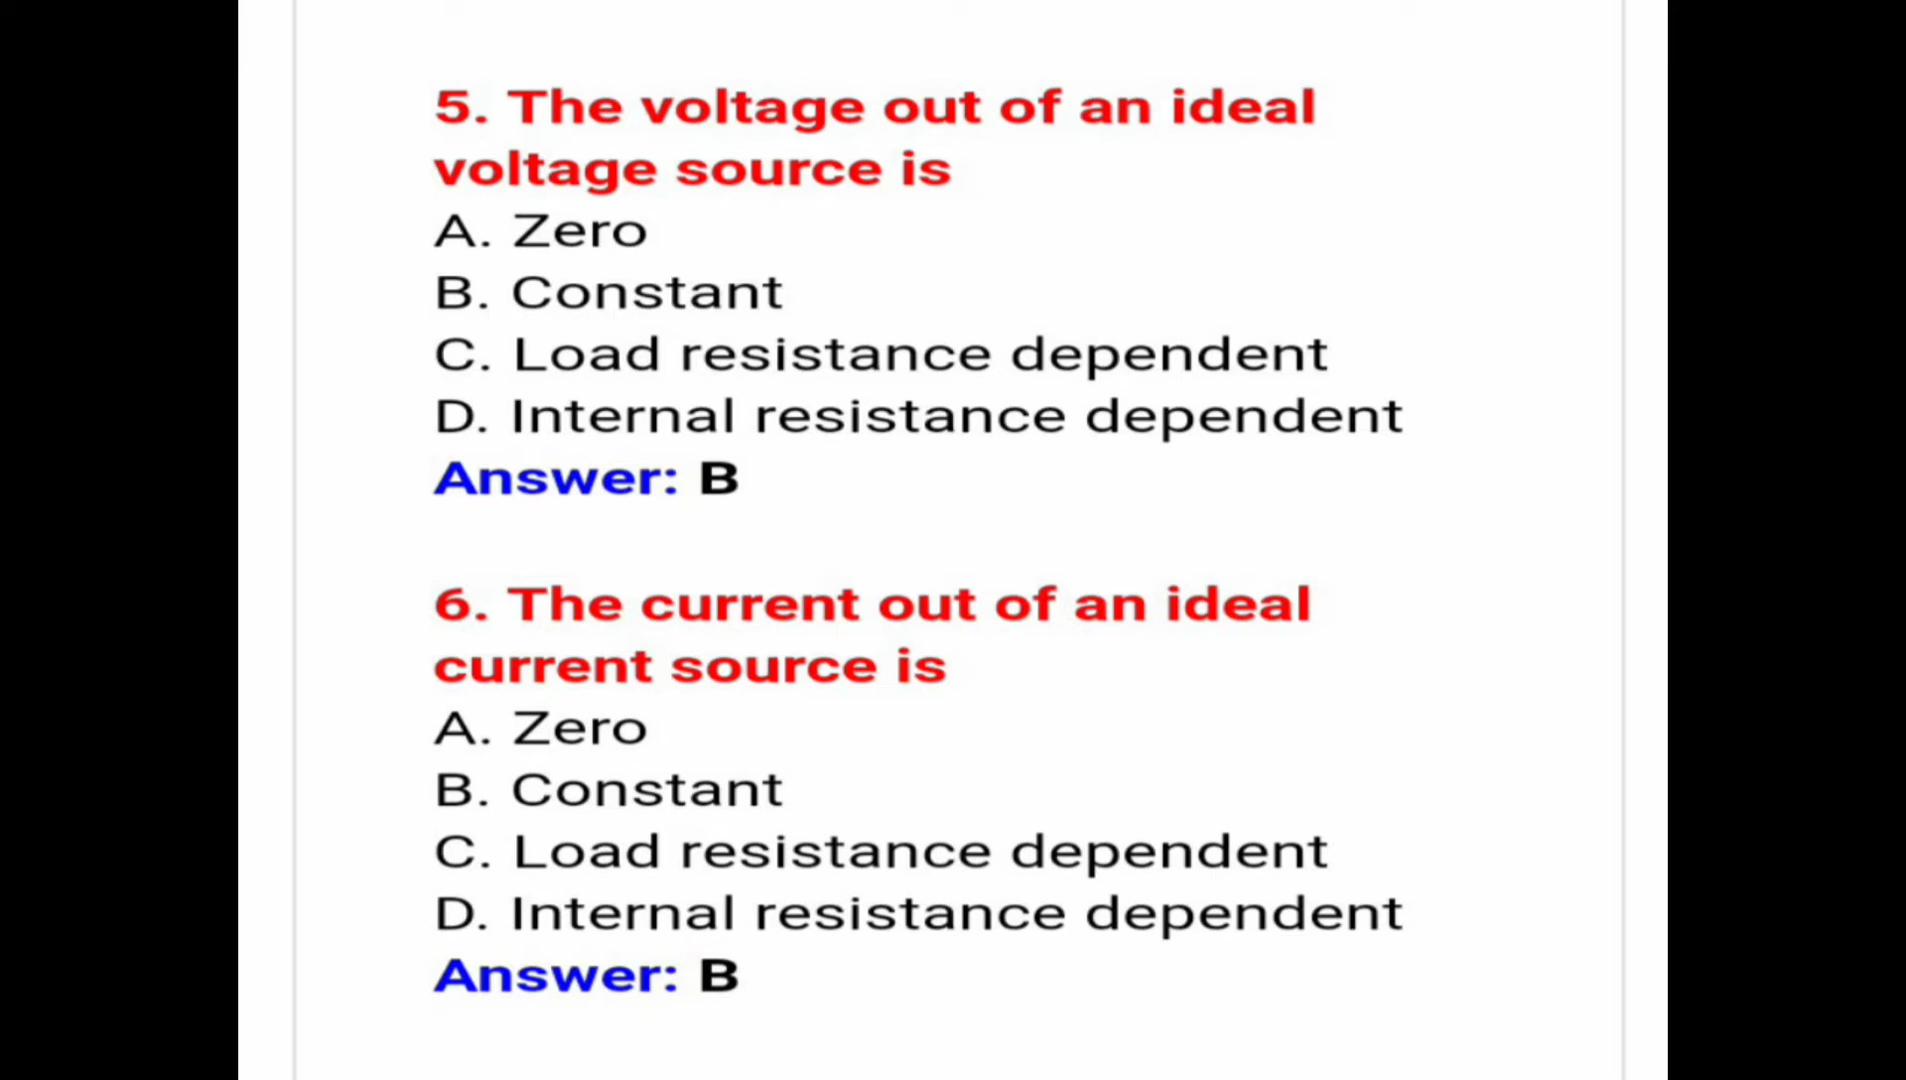 5. The voltage out of an ideal
voltage source is
A. Zero
B. Constant
C. Load resistance dependent
D. Internal resistance dependent
Answer: B
6. The current out of an ideal
current source is
A. Zero
B. Constant
C. Load resistance dependent
D. Internal resistance dependent
Answer: B